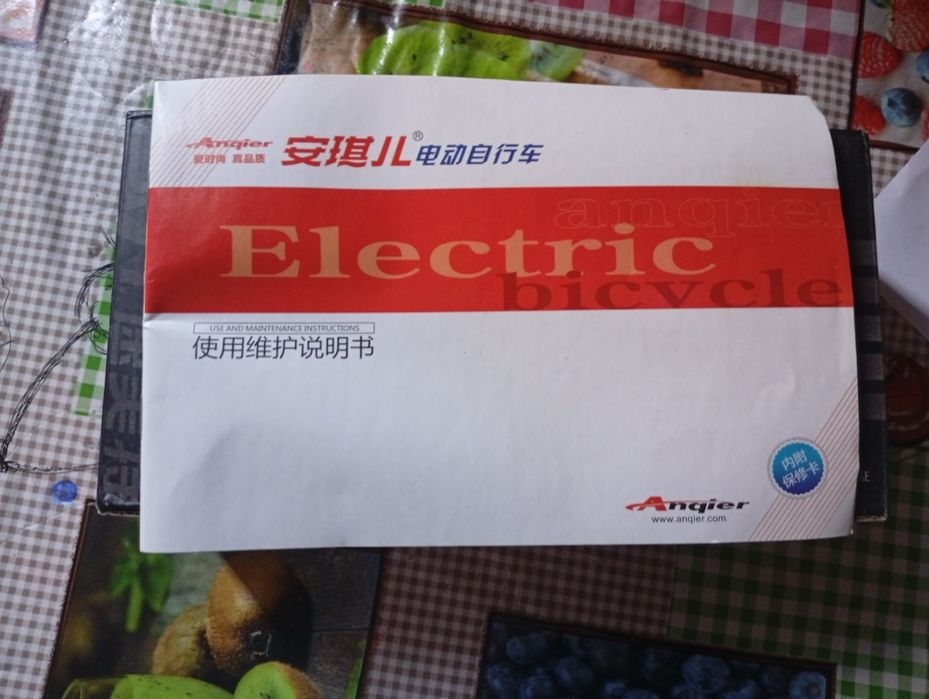 Anqier
爱时尚 真品质
安琪儿® 电动自行车
anqier
Electric
bicycle
USE AND MAINTENANCE INSTRUCTIONS
使用维护说明书
内附
保修卡
Anqier
www.anqier.com